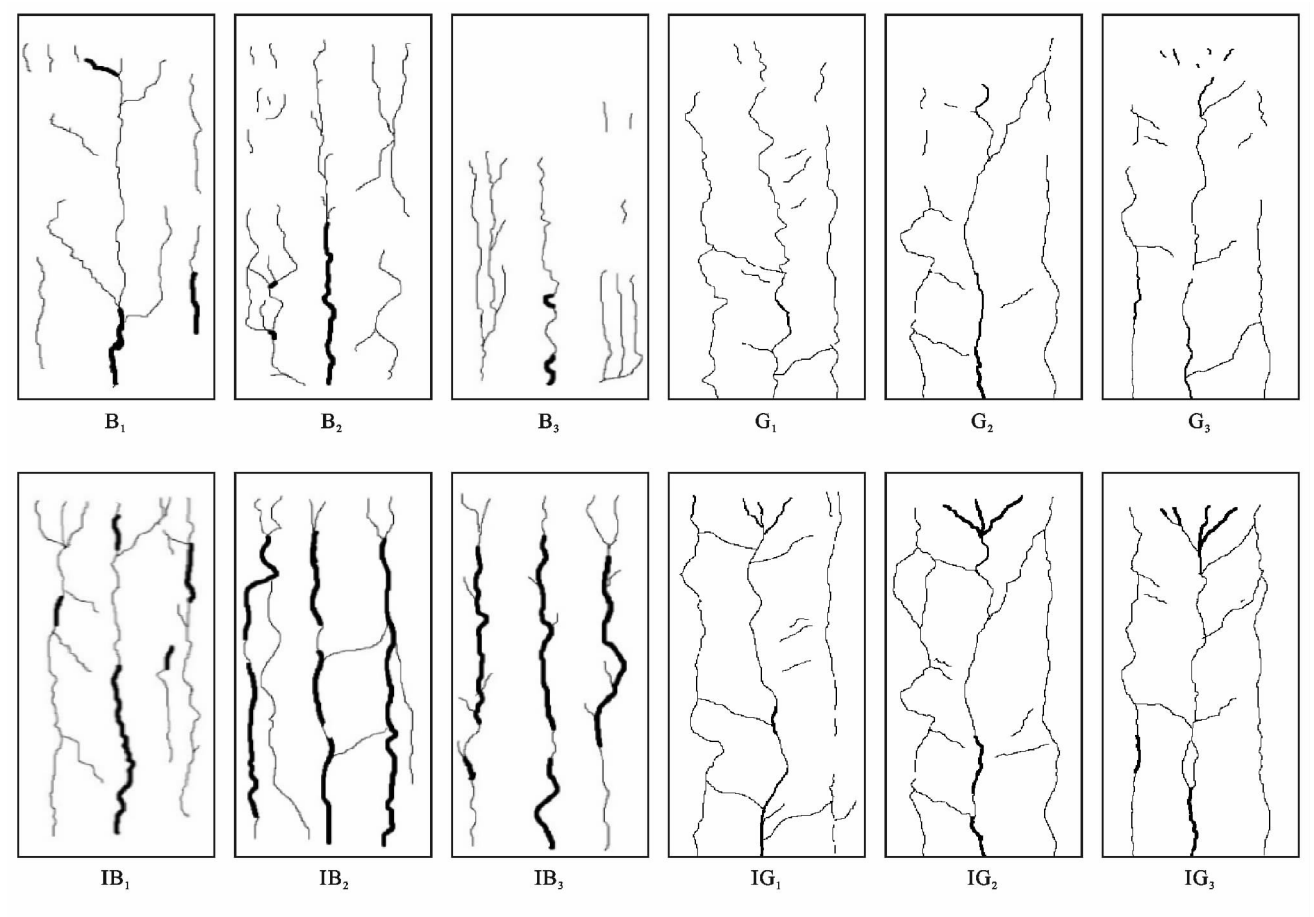 B₁ B₂ B₃ G₁ G₂ G₃
IB₁ IB₂ IB₃ IG₁ IG₂ IG₃